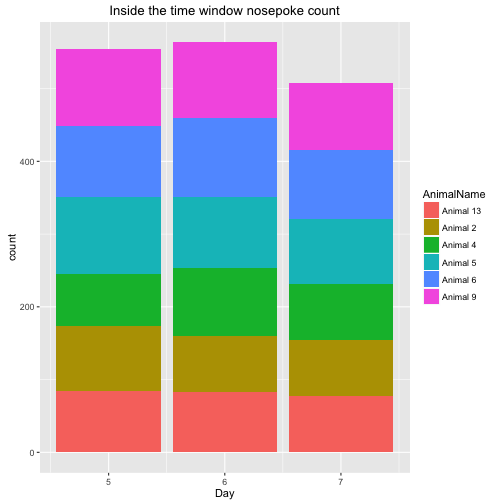 Inside the time window nosepoke count
400
200
0
count
5
6
7
Day
AnimalName
Animal 13
Animal 2
Animal 4
Animal 5
Animal 6
Animal 9